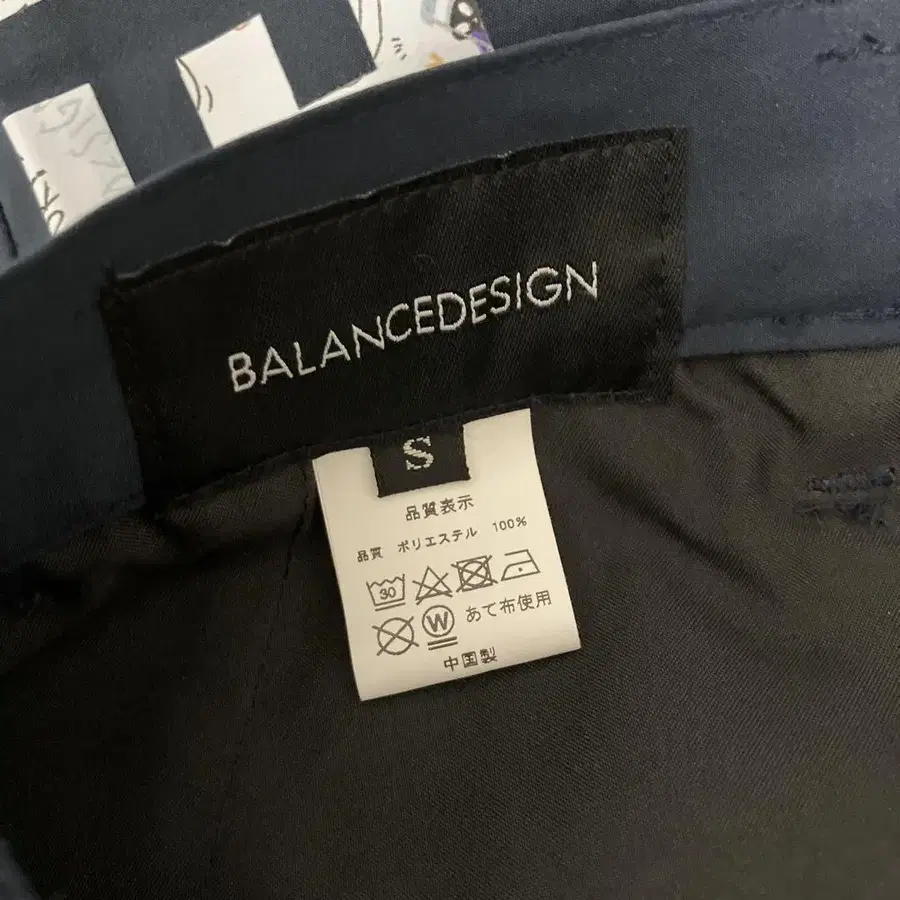 BALANCEDESIGN
S
品質表示
品質 ポリエステル 100%
30
W あて布使用
中国製